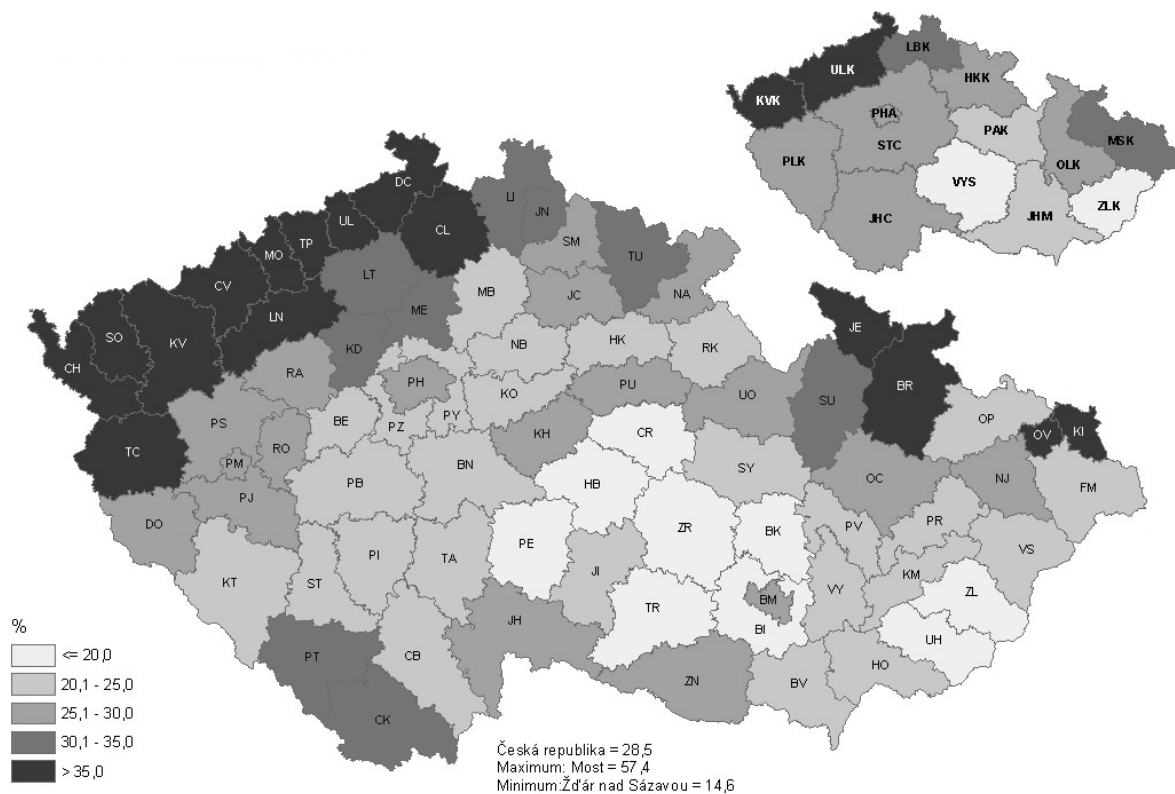 LBK
ULK
HKK
KVK
PHA
PAK
MSK
STC
PLK
OLK
VYS
ZLK
JHC
JHM
DC
LI
JN
UL
CL
TP
SM
MO
TU
LT
CV
MB
JC
NA
ME
LN
SO
JE
KV
KD
NB
HK
RK
CH
RA
PH
BR
KO
PU
UO
SU
PS
BE
PZ
PY
OP
KI
OV
CR
KH
RO
TC
PM
BN
SY
OC
NJ
PB
HB
FM
PJ
DO
PV
PR
ZR
BK
PE
VS
PI
TA
KT
ST
JI
KM
VY
ZL
BM
TR
JH
BI
UH
PT
CB
HO
ZN
BV
CK
%
<= 20,0
20,1 - 25,0
25,1 - 30,0
30,1 - 35,0
> 35,0
Česká republika = 28,5
Maximum: Most = 57,4
Minimum:Žďár nad Sázavou = 14,6